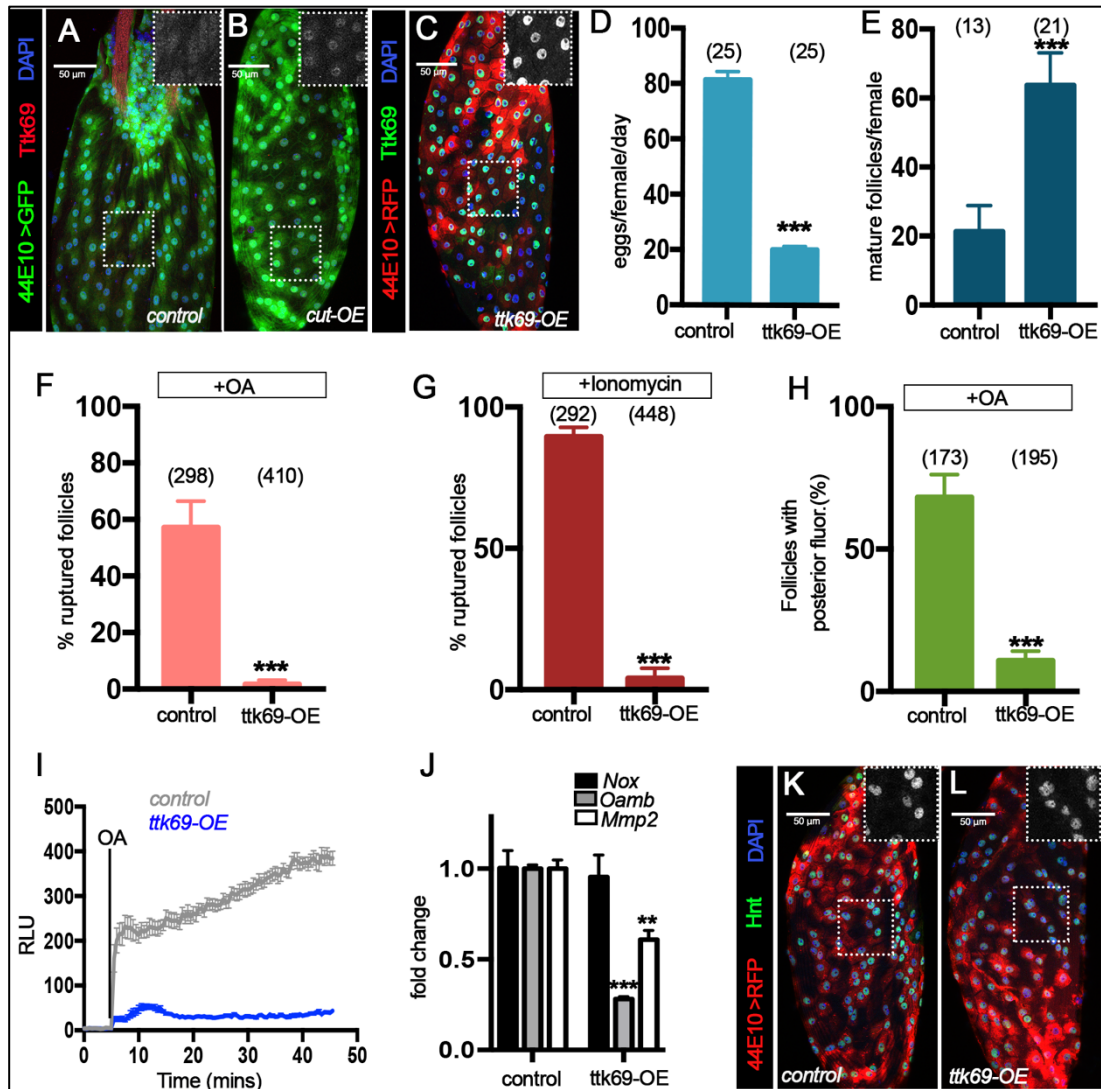 A
DAPI
Ttk69
44E10 >GFP
50 µm
control
B
cut-OE
C
DAPI
Ttk69
44E10 >RFP
50 µm
ttk69-OE
D
(25) (25)
eggs/female/day
80
60
40
20
0
***
control ttk69-OE
E
(13) (21)
***
mature follicles/female
80
60
40
20
0
control ttk69-OE
F
+OA
(298) (410)
% ruptured follicles
100
80
60
40
20
0
***
control ttk69-OE
G
+Ionomycin
(292) (448)
% ruptured follicles
100
50
0
***
control ttk69-OE
H
+OA
(173) (195)
Follicles with
posterior fluor.(%)
100
50
0
***
control ttk69-OE
I
control
ttk69-OE
OA
RLU
500
400
300
200
100
0
0 10 20 30 40 50
Time (mins)
J
Nox
Oamb
Mmp2
fold change
1.0
0.5
0.0
***
**
control ttk69-OE
K
DAPI
Hnt
44E10 >RFP
50 µm
control
L
50 µm
ttk69-OE